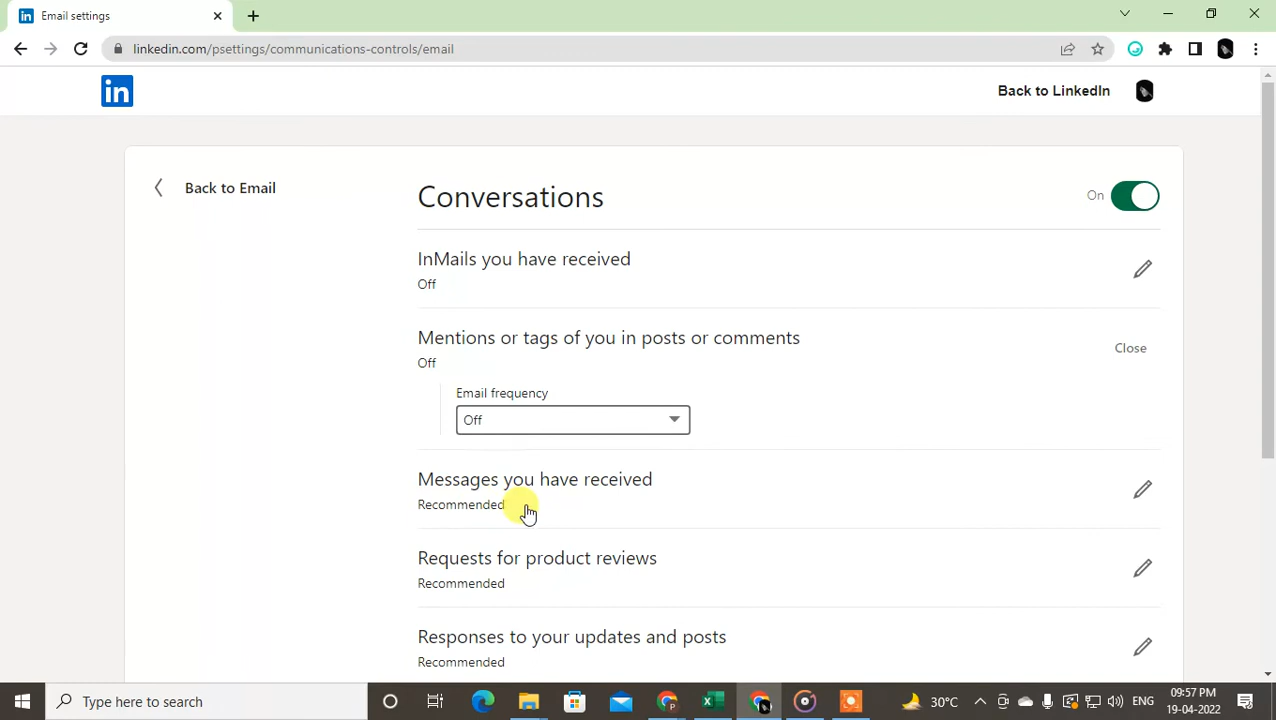 in Email settings
linkedin.com/psettings/communications-controls/email
in Back to LinkedIn
Back to Email
Conversations On
InMails you have received
Off
Mentions or tags of you in posts or comments
Off Close
Email frequency
Off
Messages you have received
Recommended
Requests for product reviews
Recommended
Responses to your updates and posts
Recommended
Type here to search 30°C ENG 09:57 PM
19-04-2022